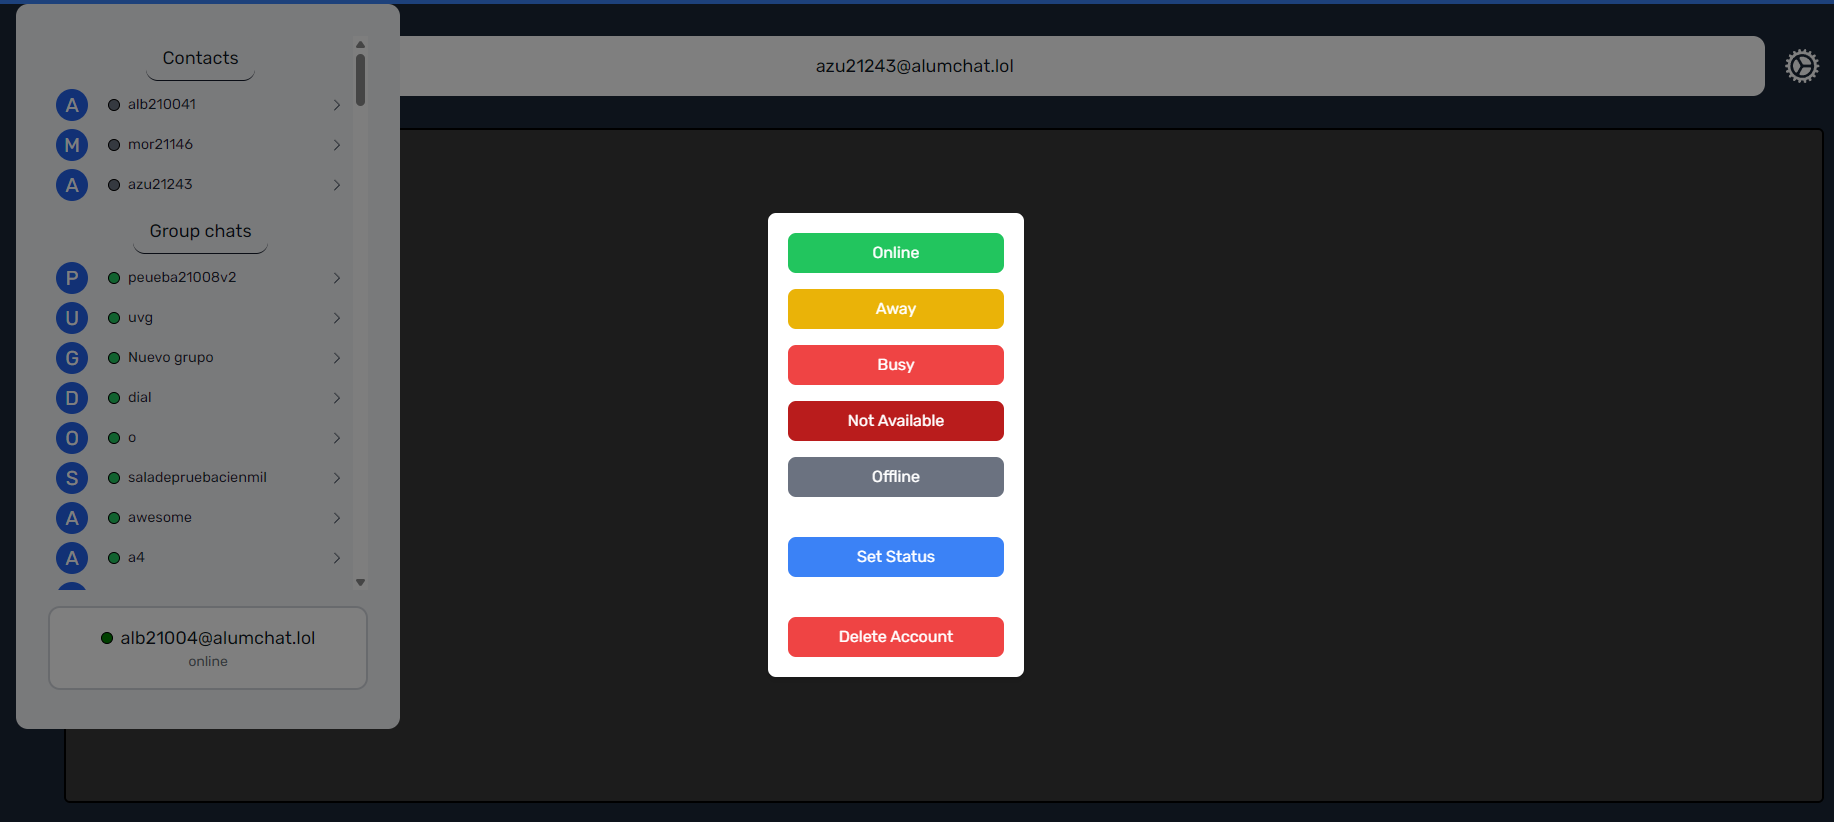 Contacts
A alb210041
M mor21146
A azu21243
Group chats
P peueba21008v2
U uvg
G Nuevo grupo
D dial
O o
S saladepruebacienmil
A awesome
A a4
alb21004@alumchat.lol
online
azu21243@alumchat.lol
Online
Away
Busy
Not Available
Offline
Set Status
Delete Account